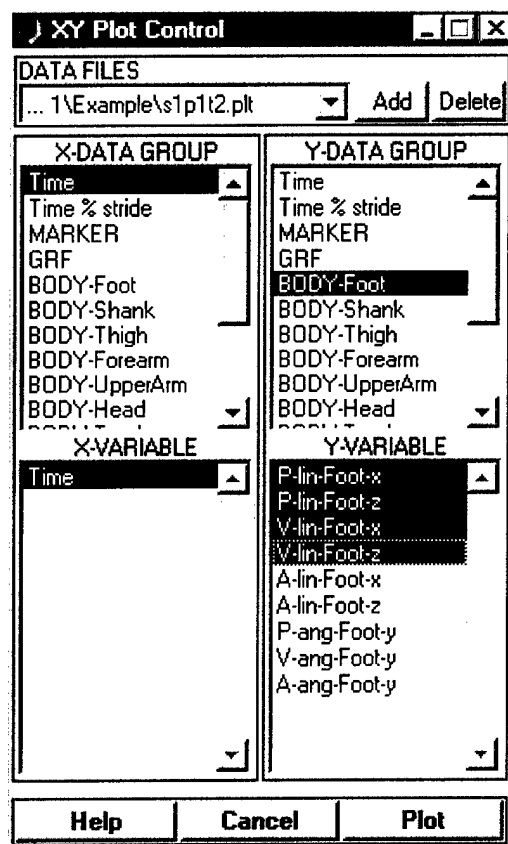 XY Plot Control
DATA FILES
... 1\Example\s1p1t2.plt
Add
Delete
X-DATA GROUP
Time
Time % stride
MARKER
GRF
BODY-Foot
BODY-Shank
BODY-Thigh
BODY-Forearm
BODY-UpperArm
BODY-Head
Y-DATA GROUP
Time
Time % stride
MARKER
GRF
BODY-Foot
BODY-Shank
BODY-Thigh
BODY-Forearm
BODY-UpperArm
BODY-Head
X-VARIABLE
Time
Y-VARIABLE
P-lin-Foot-x
P-lin-Foot-z
V-lin-Foot-x
V-lin-Foot-z
A-lin-Foot-x
A-lin-Foot-z
P-ang-Foot-y
V-ang-Foot-y
A-ang-Foot-y
Help
Cancel
Plot